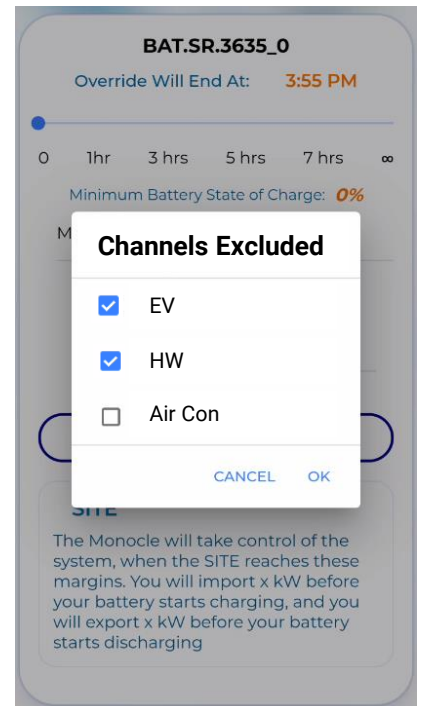 BAT.SR.3635_0
Override Will End At: 3:55 PM
0 1hr 3 hrs 5 hrs 7 hrs ∞
Minimum Battery State of Charge: 0%
M
Channels Excluded
EV
HW
Air Con
CANCEL OK
SITE
The Monocle will take control of the
system, when the SITE reaches these
margins. You will import x kW before
your battery starts charging, and you
will export x kW before your battery
starts discharging